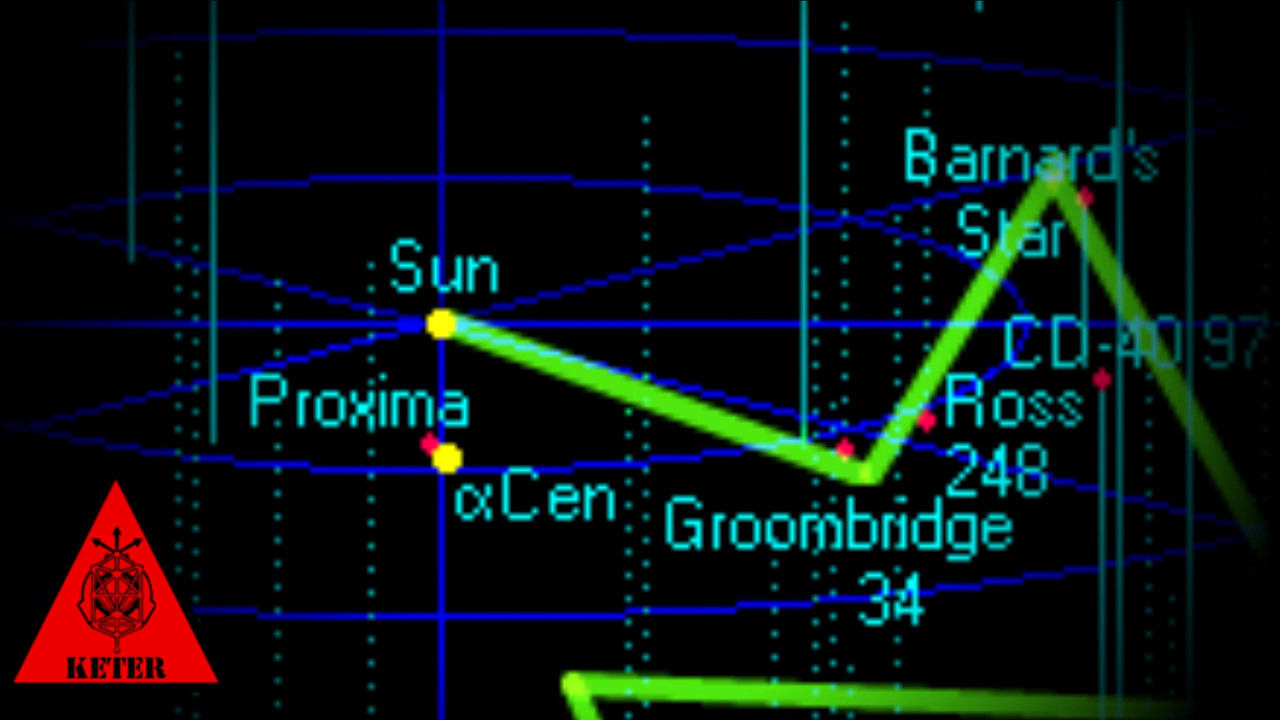 Barnard's
Star
Sun
CD-40 97
Proxima
Ross
248
αCen
Groombridge
34
KETER